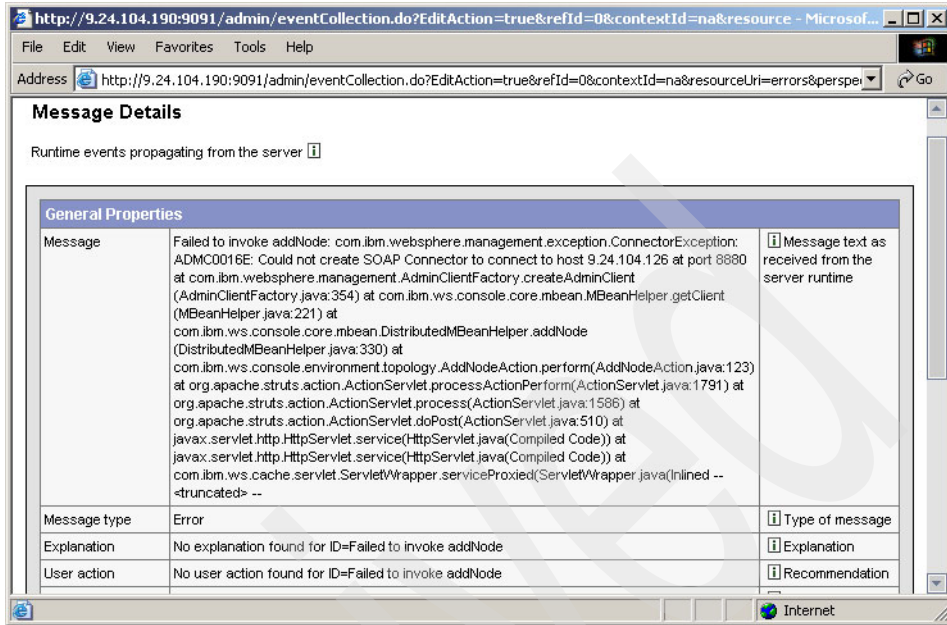 http://9.24.104.190:9091/admin/eventCollection.do?EditAction=true&refId=0&contextId=na&resource - Microsof...
File Edit View Favorites Tools Help
Address http://9.24.104.190:9091/admin/eventCollection.do?EditAction=true&refId=0&contextId=na&resourceUri=errors&perspe Go
Message Details
Runtime events propagating from the server
General Properties
Message
Failed to invoke addNode: com.ibm.websphere.management.exception.ConnectorException:
ADMC0016E: Could not create SOAP Connector to connect to host 9.24.104.126 at port 8880
at com.ibm.websphere.management.AdminClientFactory.createAdminClient
(AdminClientFactory.java:354) at com.ibm.ws.console.core.mbean.MBeanHelper.getClient
(MBeanHelper.java:221) at
com.ibm.ws.console.core.mbean.DistributedMBeanHelper.addNode
(DistributedMBeanHelper.java:330) at
com.ibm.ws.console.environment.topology.AddNodeAction.perform(AddNodeAction.java:123)
at org.apache.struts.action.ActionServlet.processActionPerform(ActionServlet.java:1791) at
org.apache.struts.action.ActionServlet.process(ActionServlet.java:1586) at
org.apache.struts.action.ActionServlet.doPost(ActionServlet.java:510) at
javax.servlet.http.HttpServlet.service(HttpServlet.java(Compiled Code)) at
javax.servlet.http.HttpServlet.service(HttpServlet.java(Compiled Code)) at
com.ibm.ws.cache.servlet.ServletWrapper.serviceProxied(ServletWrapper.java(Inlined --
<truncated> --
Message text as
received from the
server runtime
Message type Error Type of message
Explanation No explanation found for ID=Failed to invoke addNode Explanation
User action No user action found for ID=Failed to invoke addNode Recommendation
Internet